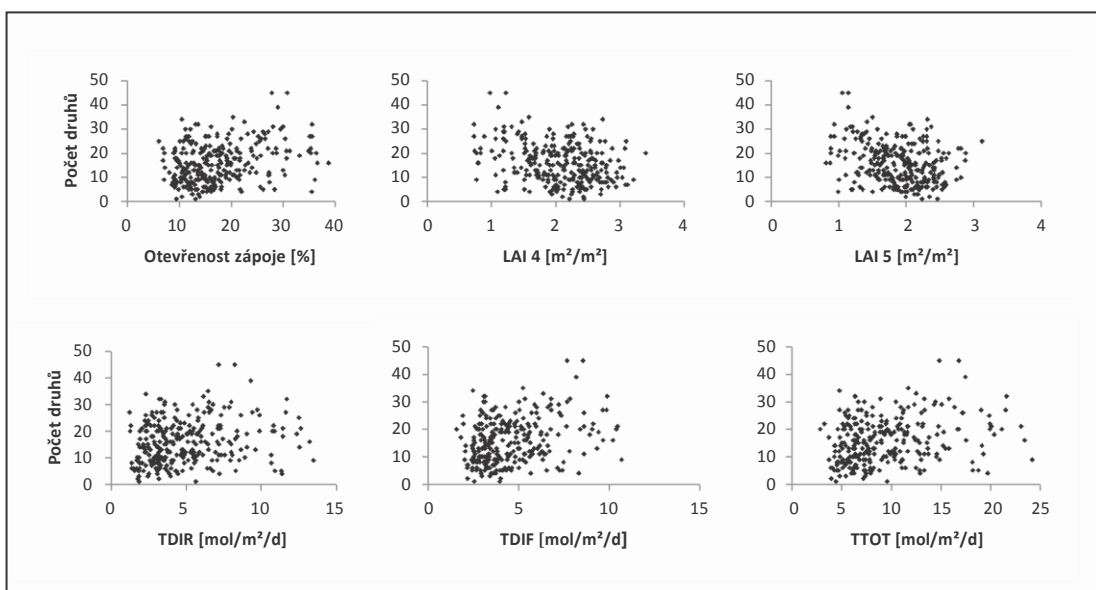 50 50 50
40 40 40
30 30 30
20 20 20
10 10 10
0 0 0
Počet druhů
0 10 20 30 40 0 1 2 3 4 0 1 2 3 4
Otevřenost zápoje [%] LAI 4 [m²/m²] LAI 5 [m²/m²]
50 50 50
40 40 40
30 30 30
20 20 20
10 10 10
0 0 0
Počet druhů
0 5 10 15 0 5 10 15 0 5 10 15 20 25
TDIR [mol/m²/d] TDIF [mol/m²/d] TTOT [mol/m²/d]